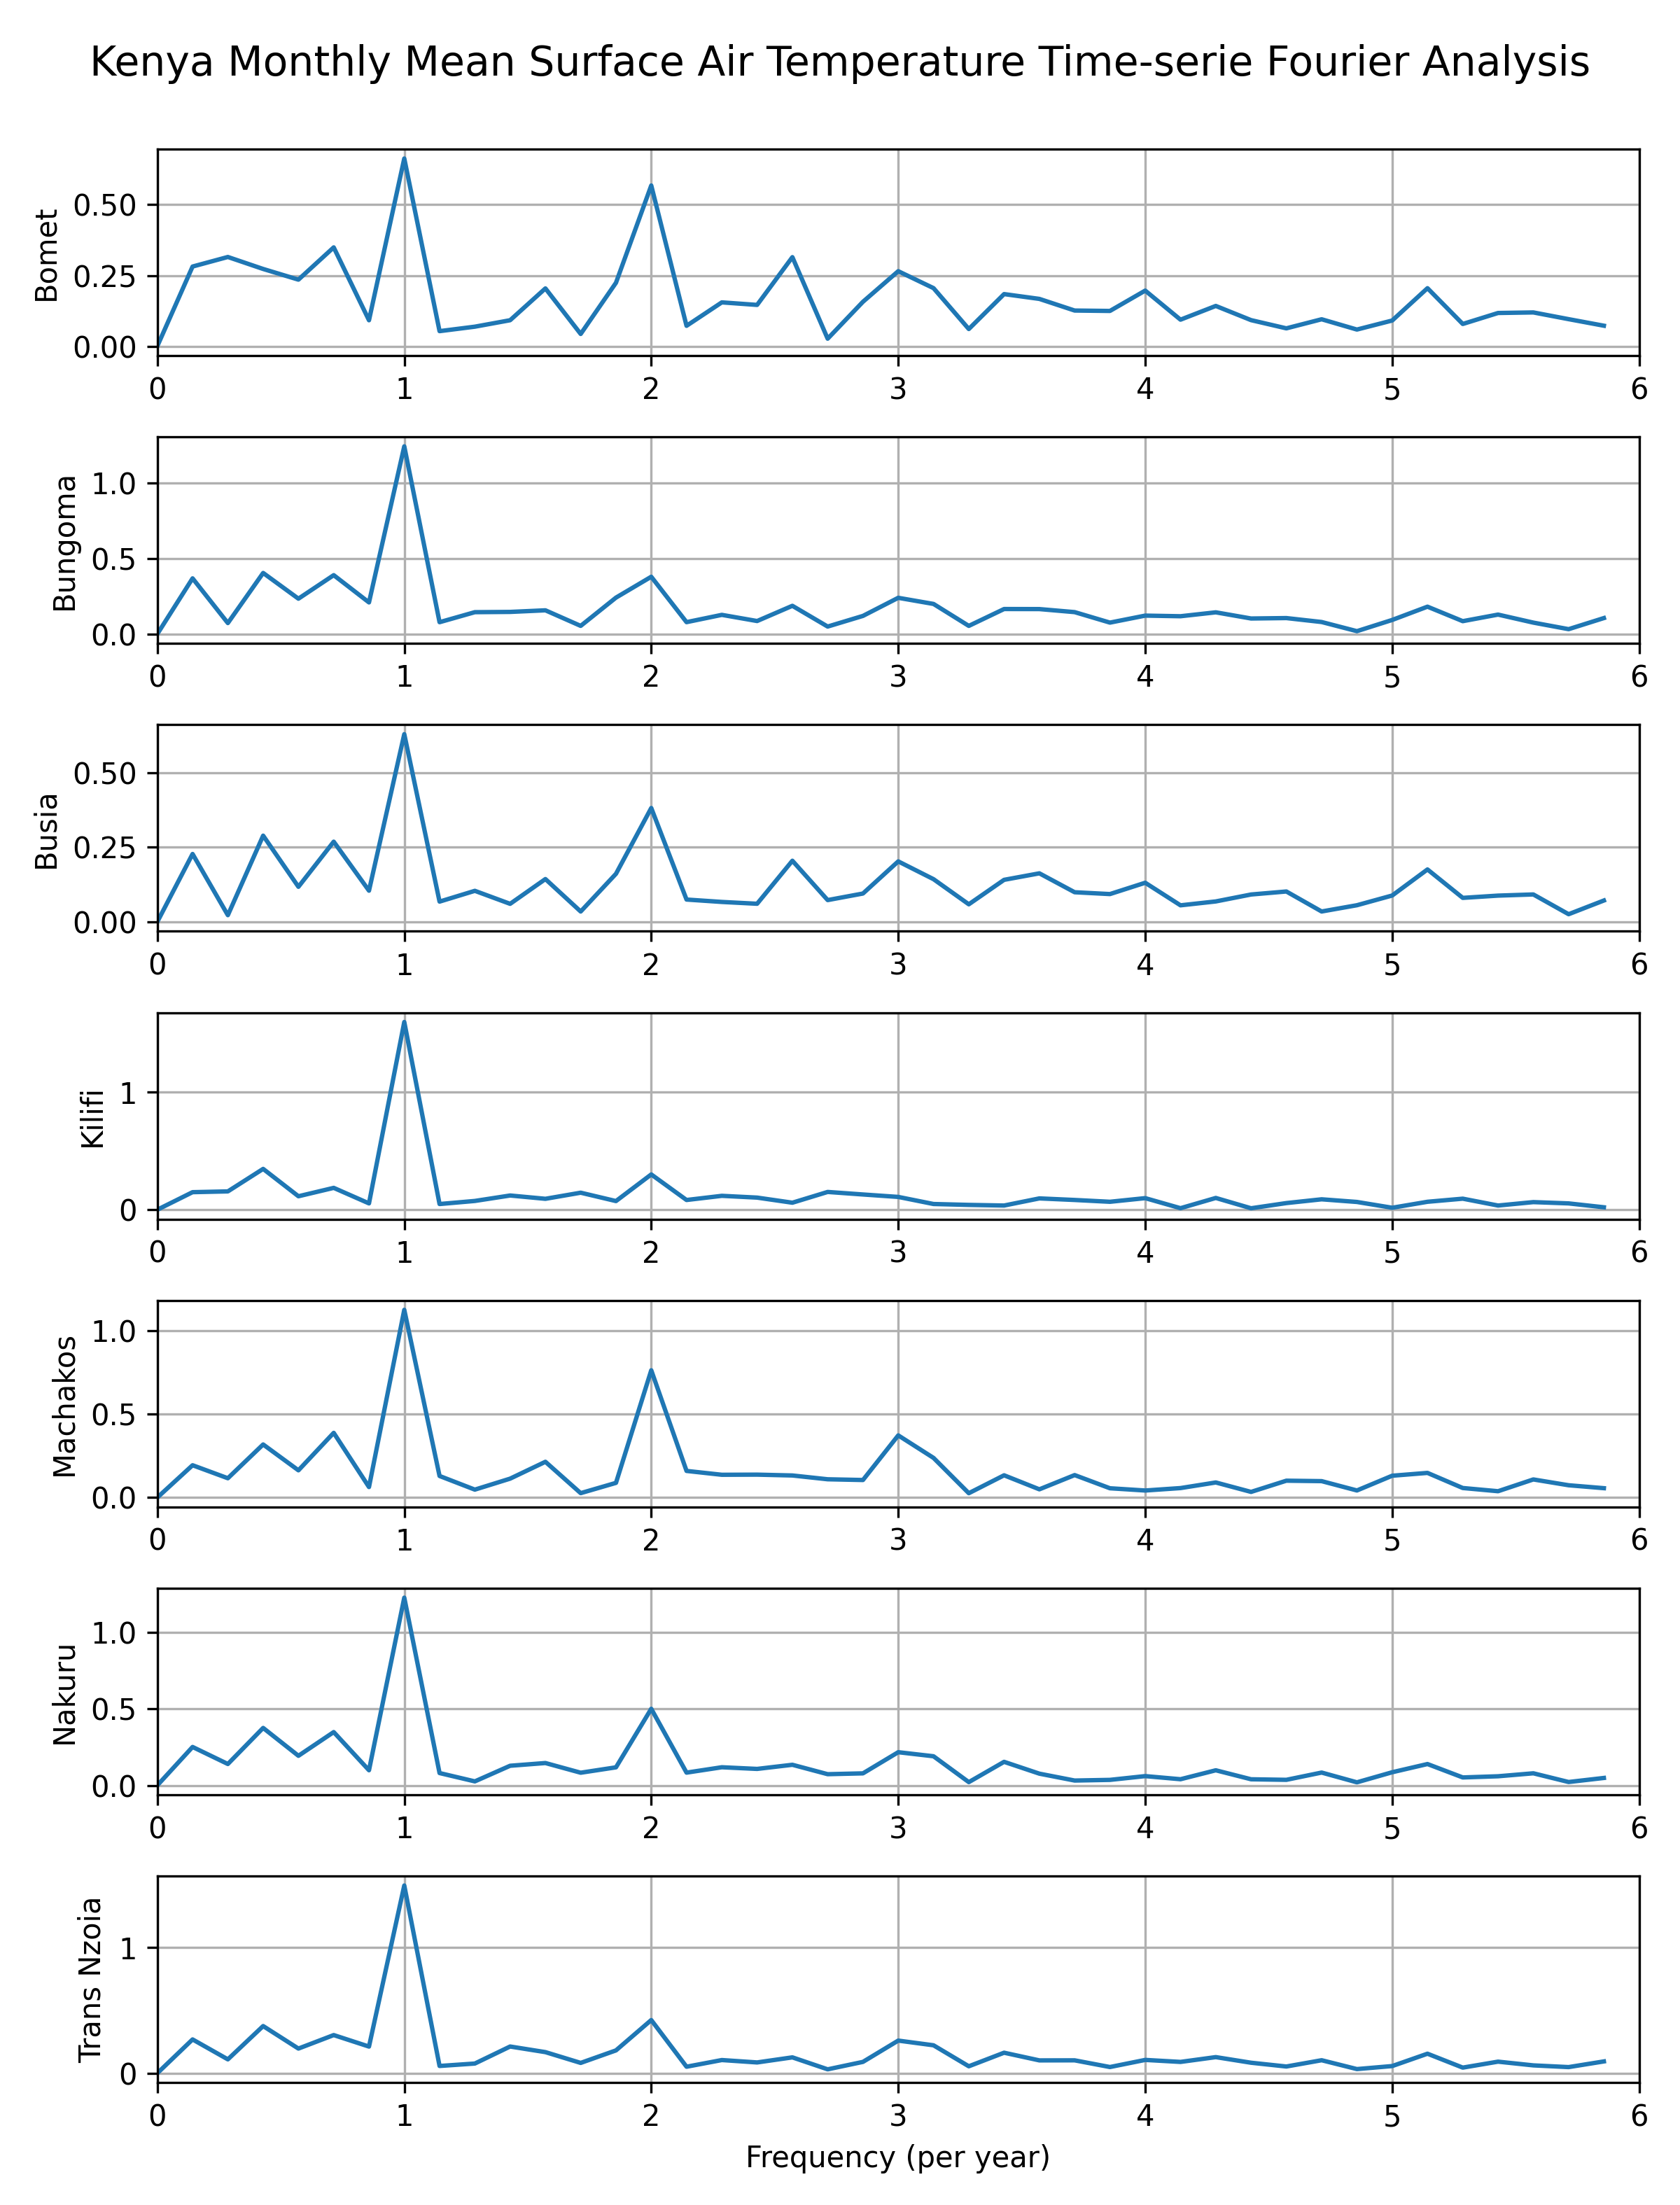 Kenya Monthly Mean Surface Air Temperature Time-serie Fourier Analysis
Bomet
0.50
0.25
0.00
0 1 2 3 4 5 6
Bungoma
1.0
0.5
0.0
0 1 2 3 4 5 6
Busia
0.50
0.25
0.00
0 1 2 3 4 5 6
Kilifi
1
0
0 1 2 3 4 5 6
Machakos
1.0
0.5
0.0
0 1 2 3 4 5 6
Nakuru
1.0
0.5
0.0
0 1 2 3 4 5 6
Trans Nzoia
1
0
0 1 2 3 4 5 6
Frequency (per year)